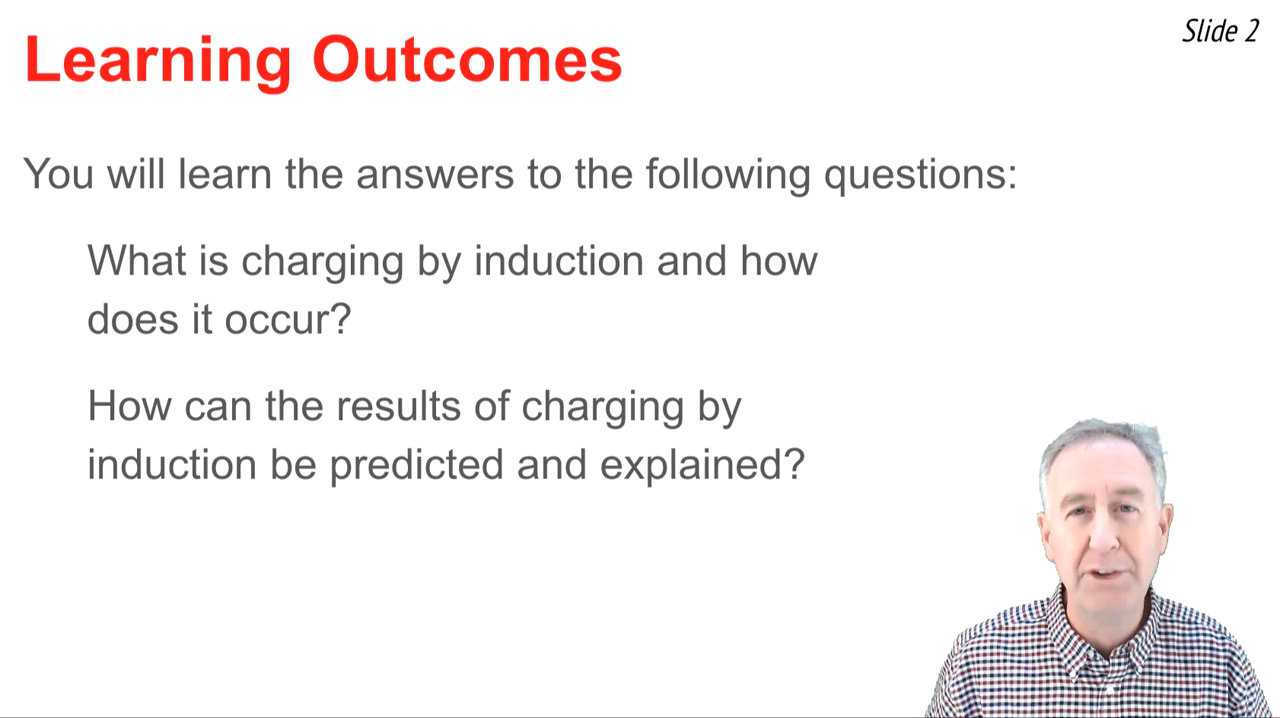 Slide 2
Learning Outcomes
You will learn the answers to the following questions:
What is charging by induction and how
does it occur?
How can the results of charging by
induction be predicted and explained?